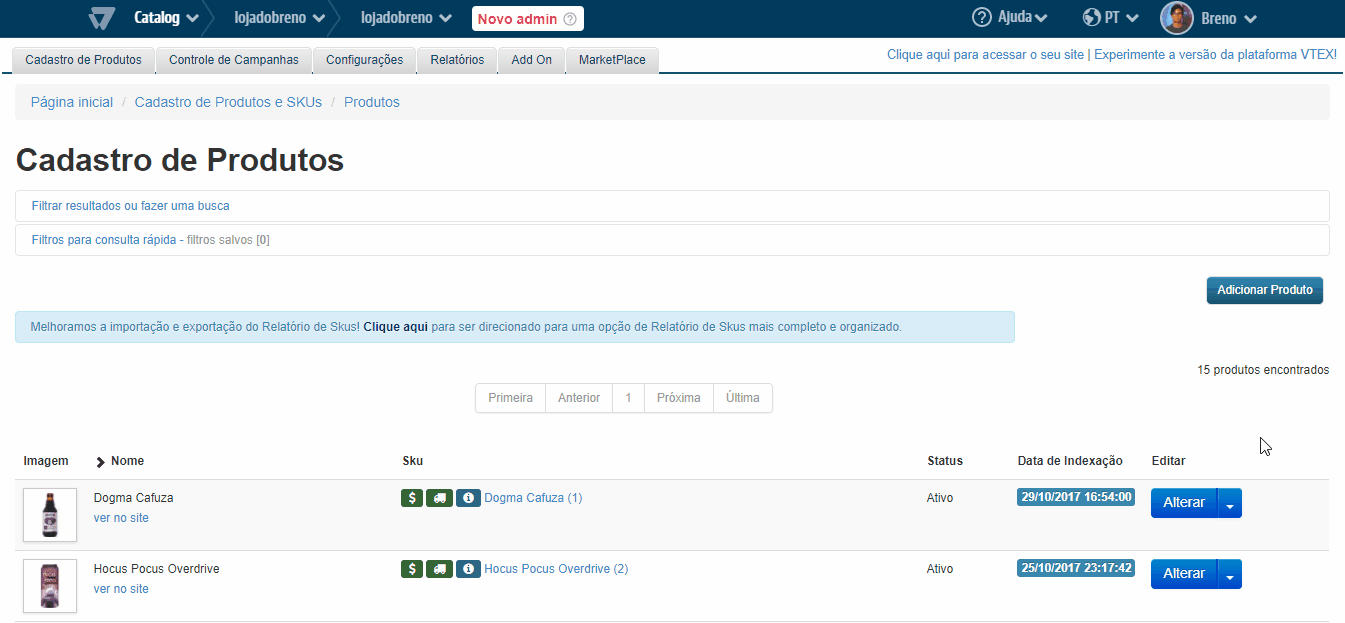 Catalog lojadobreno lojadobreno Novo admin Ajuda PT Breno
Cadastro de Produtos Controle de Campanhas Configurações Relatórios Add On MarketPlace
Clique aqui para acessar o seu site | Experimente a versão da plataforma VTEX!
Página inicial / Cadastro de Produtos e SKUs / Produtos
Cadastro de Produtos
Filtrar resultados ou fazer uma busca
Filtros para consulta rápida - filtros salvos [0]
Adicionar Produto
Melhoramos a importação e exportação do Relatório de Skus! Clique aqui para ser direcionado para uma opção de Relatório de Skus mais completo e organizado.
15 produtos encontrados
Primeira Anterior 1 Próxima Última
Imagem Nome Sku Status Data de Indexação Editar
Dogma Cafuza $ Dogma Cafuza (1) Ativo 29/10/2017 16:54:00 Alterar
ver no site
Hocus Pocus Overdrive $ Hocus Pocus Overdrive (2) Ativo 25/10/2017 23:17:42 Alterar
ver no site